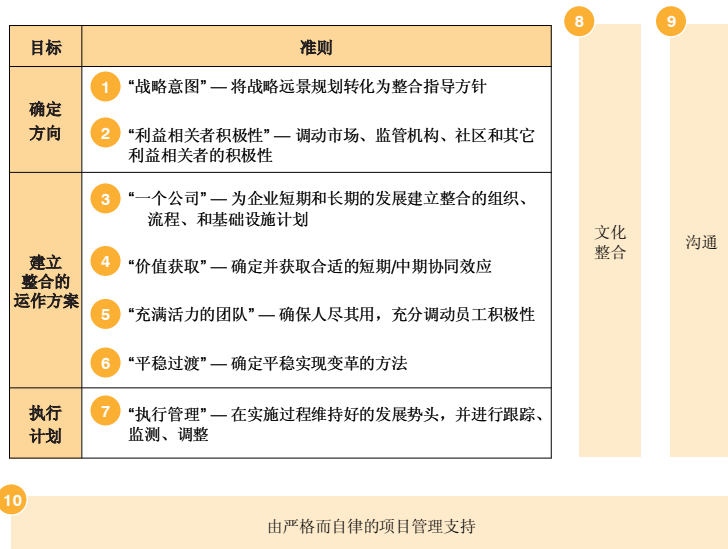 目标
准则
确定
方向
1 “战略意图” — 将战略远景规划转化为整合指导方针
2 “利益相关者积极性” — 调动市场、监管机构、社区和其它
利益相关者的积极性
建立
整合的
运作方案
3 “一个公司” — 为企业短期和长期的发展建立整合的组织、
流程、和基础设施计划
4 “价值获取” — 确定并获取合适的短期/中期协同效应
5 “充满活力的团队” — 确保人尽其用，充分调动员工积极性
6 “平稳过渡” — 确定平稳实现变革的方法
执行
计划
7 “执行管理” — 在实施过程维持好的发展势头，并进行跟踪、
监测、调整
8
文化
整合
9
沟通
10
由严格而自律的项目管理支持